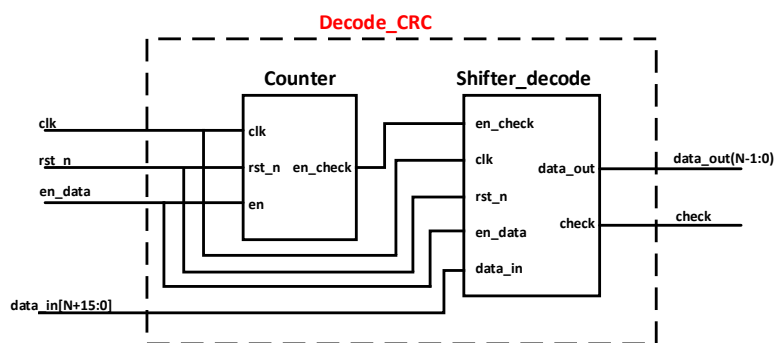 Decode_CRC
Counter
Shifter_decode
clk
rst_n
en_data
data_in[N+15:0]
clk
rst_n
en_check
en
en_check
clk
rst_n
en_data
data_in
data_out
check
data_out(N-1:0)
check